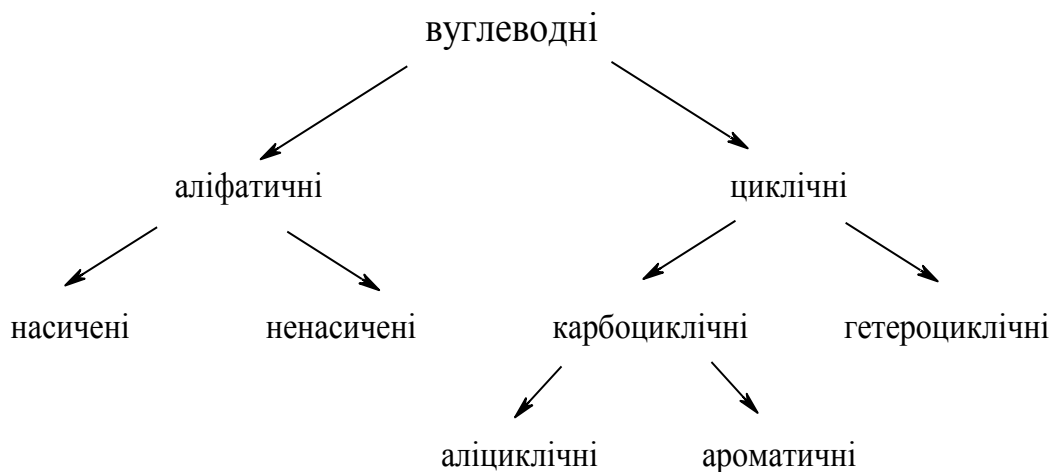 вуглеводні
аліфатичні циклічні
насичені ненасичені карбоциклічні гетероциклічні
аліциклічні ароматичні